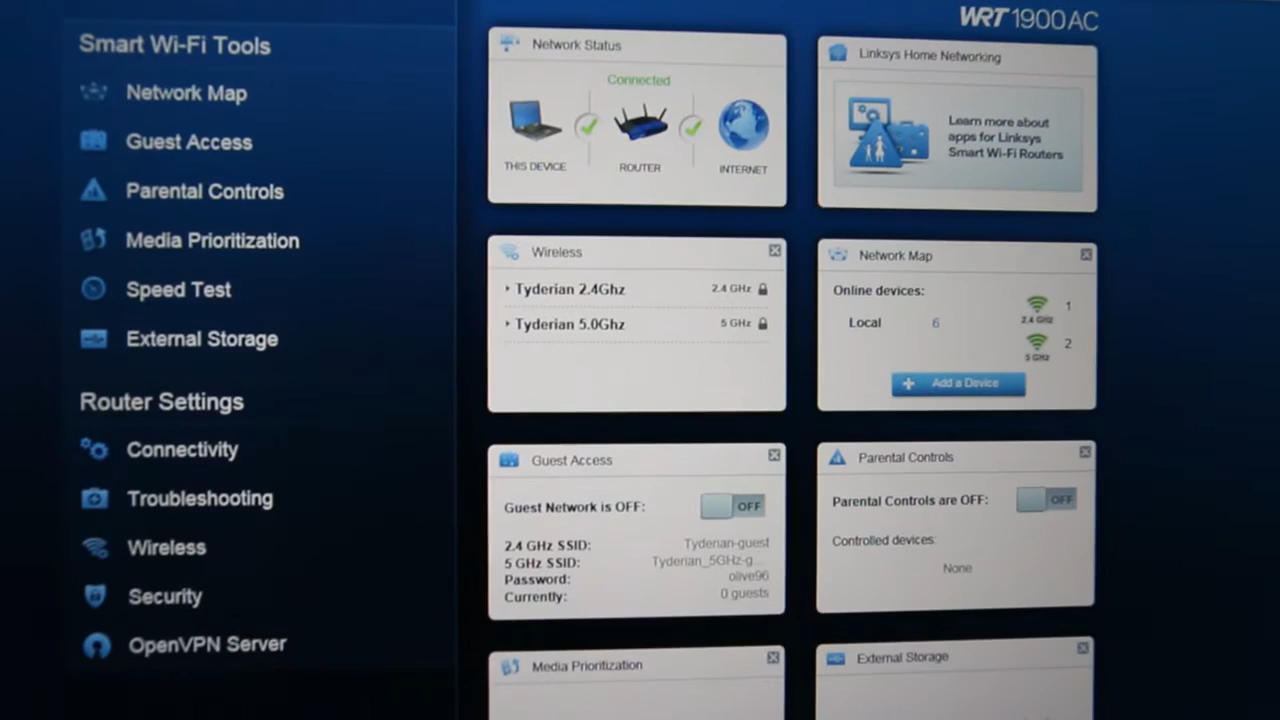 Smart Wi-Fi Tools
Network Map
Guest Access
Parental Controls
Media Prioritization
Speed Test
External Storage
Router Settings
Connectivity
Troubleshooting
Wireless
Security
OpenVPN Server
WRT 1900AC
Network Status
Connected
THIS DEVICE
ROUTER
INTERNET
Linksys Home Networking
Learn more about
apps for Linksys
Smart Wi-Fi Routers
Wireless
Tyderian 2.4Ghz 2.4 GHz
Tyderian 5.0Ghz 5 GHz
Network Map
Online devices:
Local 6
2.4 GHz 1
5 GHz 2
Add a Device
Guest Access
Guest Network is OFF: OFF
2.4 GHz SSID: Tyderian-guest
5 GHz SSID: Tyderian_5GHz-g...
Password: olive96
Currently: 0 guests
Parental Controls
Parental Controls are OFF: OFF
Controlled devices:
None
Media Prioritization
External Storage